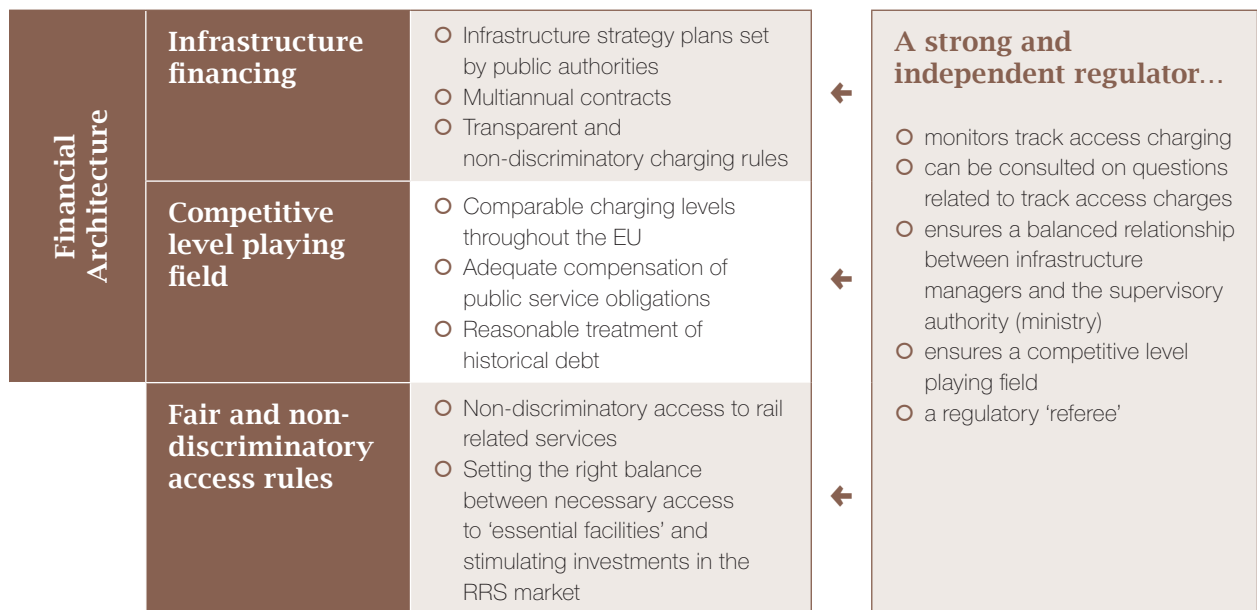 Financial
Architecture
Infrastructure
financing
Infrastructure strategy plans set
by public authorities
Multiannual contracts
Transparent and
non-discriminatory charging rules
Competitive
level playing
field
Comparable charging levels
throughout the EU
Adequate compensation of
public service obligations
Reasonable treatment of
historical debt
Fair and non-
discriminatory
access rules
Non-discriminatory access to rail
related services
Setting the right balance
between necessary access
to ‘essential facilities’ and
stimulating investments in the
RRS market
A strong and
independent regulator…
monitors track access charging
can be consulted on questions
related to track access charges
ensures a balanced relationship
between infrastructure
managers and the supervisory
authority (ministry)
ensures a competitive level
playing field
a regulatory ‘referee’